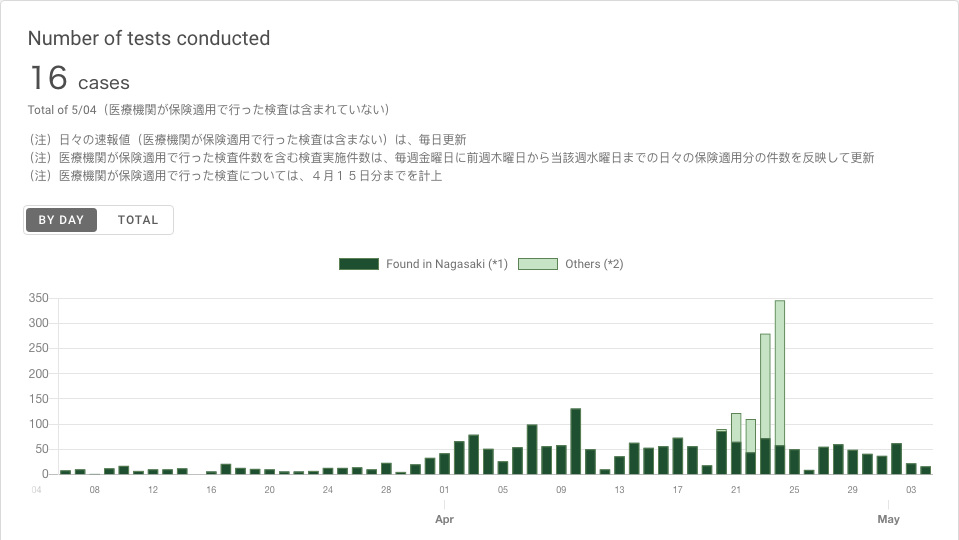 Number of tests conducted
16 cases
Total of 5/04（医療機関が保険適用で行った検査は含まれていない）
（注）日々の速報値（医療機関が保険適用で行った検査は含まない）は、毎日更新
（注）医療機関が保険適用で行った検査件数を含む検査実施件数は、毎週金曜日に前週木曜日から当該週水曜日までの日々の保険適用分の件数を反映して更新
（注）医療機関が保険適用で行った検査については、４月１５日分までを計上
BY DAY TOTAL
Found in Nagasaki (*1) Others (*2)
350
300
250
200
150
100
50
0
04 08 12 16 20 24 28 01 05 09 13 17 21 25 29 03
Apr May